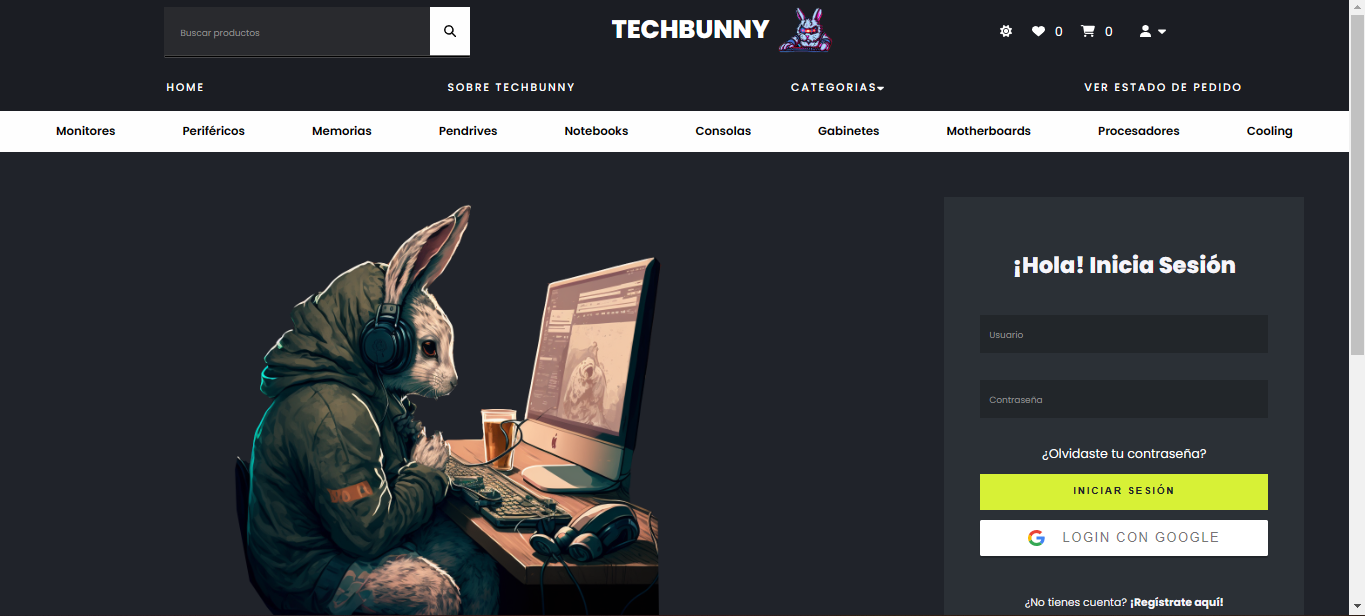 Buscar productos
TECHBUNNY
0
0
HOME
SOBRE TECHBUNNY
CATEGORIAS
VER ESTADO DE PEDIDO
Monitores
Periféricos
Memorias
Pendrives
Notebooks
Consolas
Gabinetes
Motherboards
Procesadores
Cooling
¡Hola! Inicia Sesión
Usuario
Contraseña
¿Olvidaste tu contraseña?
INICIAR SESIÓN
LOGIN CON GOOGLE
¿No tienes cuenta? ¡Regístrate aquí!